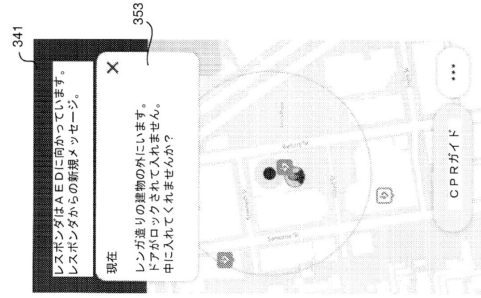 341
353
レスポンダはAEDに向かっています。
レスポンダからの新規メッセージ。
現在
レンガ造りの建物の外にいます。
ドアがロックされて入れません。
中に入れてくれませんか？
Battery St
Sansome St
CPRガイド